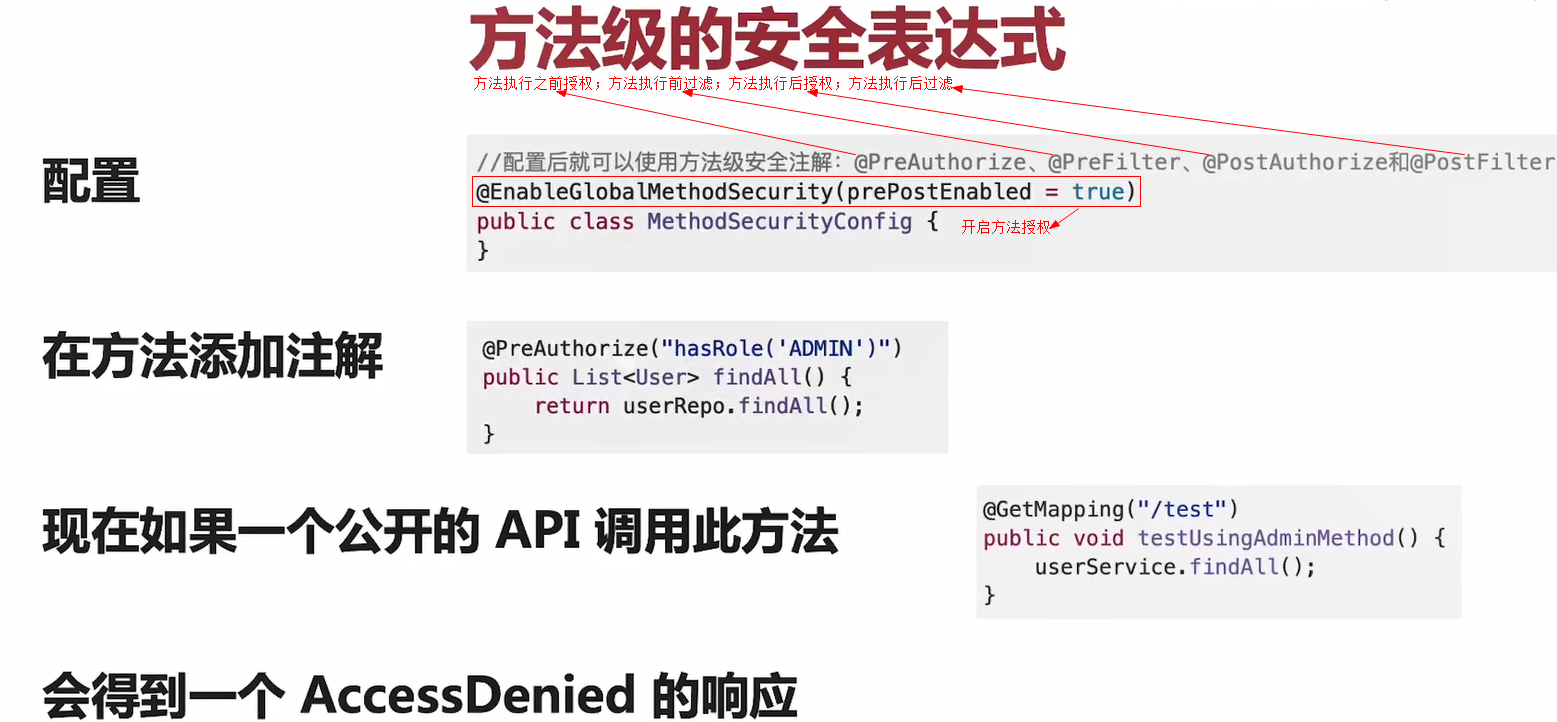 方法级的安全表达式
方法执行之前授权；方法执行前过滤；方法执行后授权；方法执行后过滤
配置
//配置后就可以使用方法级安全注解：@PreAuthorize、@PreFilter、@PostAuthorize和@PostFilter
@EnableGlobalMethodSecurity(prePostEnabled = true)
public class MethodSecurityConfig {
开启方法授权
}
在方法添加注解
@PreAuthorize("hasRole('ADMIN')")
public List<User> findAll() {
return userRepo.findAll();
}
现在如果一个公开的 API 调用此方法
@GetMapping("/test")
public void testUsingAdminMethod() {
userService.findAll();
}
会得到一个 AccessDenied 的响应